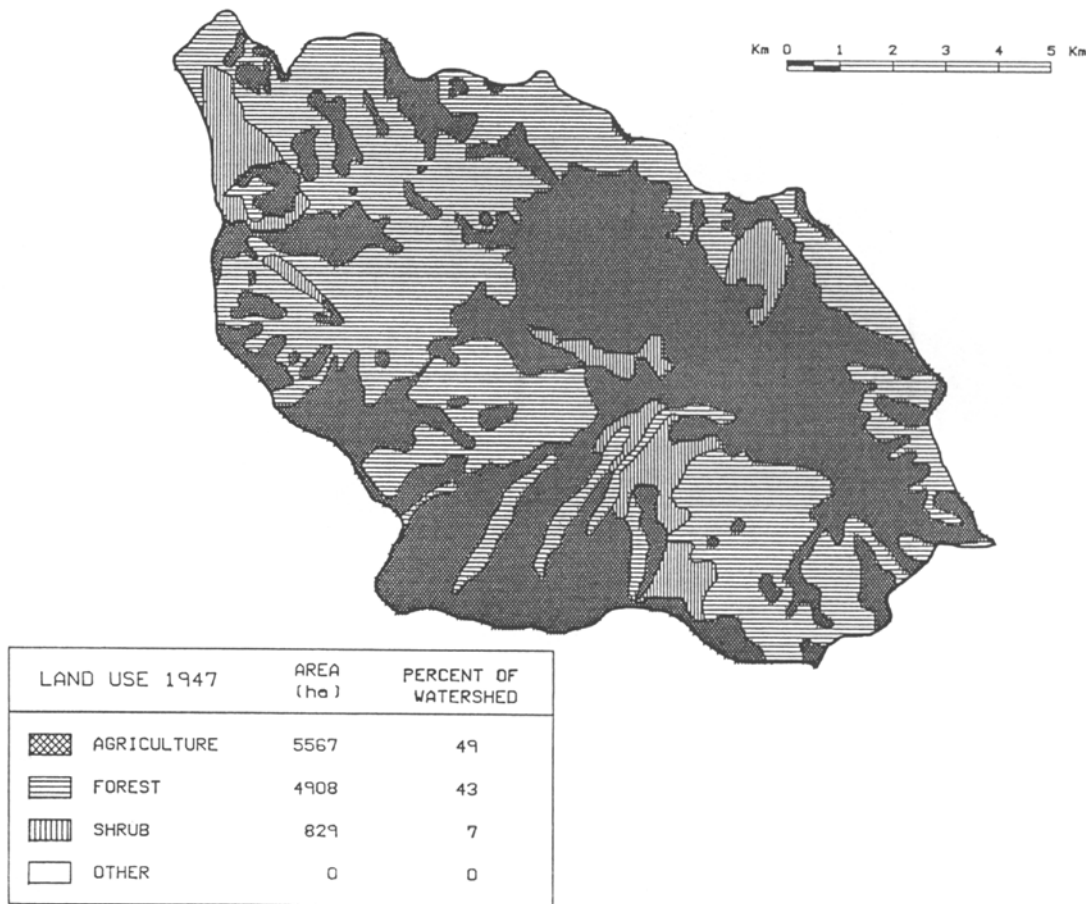 Km 0 1 2 3 4 5 Km
LAND USE 1947 AREA (ha) PERCENT OF WATERSHED
AGRICULTURE 5567 49
FOREST 4908 43
SHRUB 829 7
OTHER 0 0